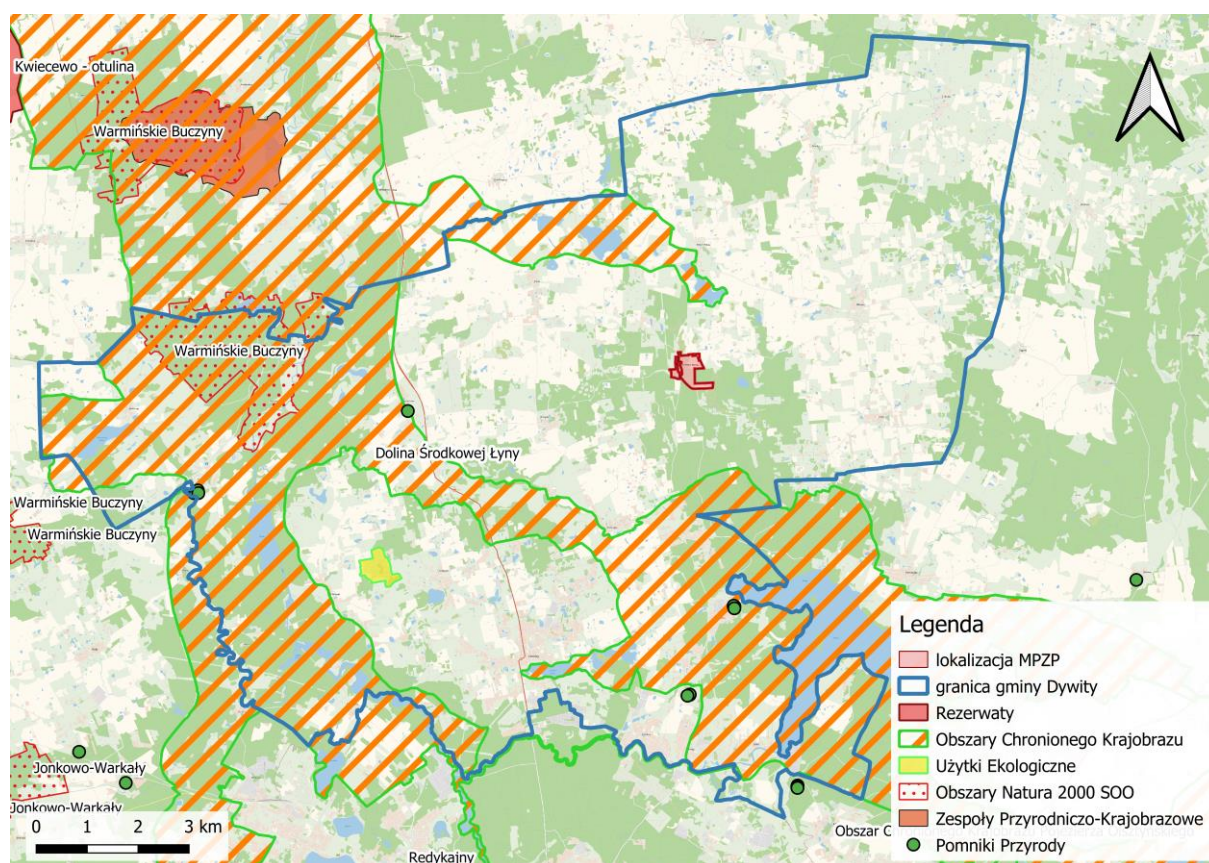 Kwiecewo - otulina
Warmińskie Buczyny
Warmińskie Buczyny
Dolina Środkowej Łyny
Warmińskie Buczyny
Warmińskie Buczyny
Jonkowo-Warkały
Jonkowo-Warkały
Redykajny
Obszar
Legenda
lokalizacja MPZP
granica gminy Dywity
Rezerwaty
Obszary Chronionego Krajobrazu
Użytki Ekologiczne
Obszary Natura 2000 SOO
Zespoły Przyrodniczo-Krajobrazowe
Pomniki Przyrody
0 1 2 3 km